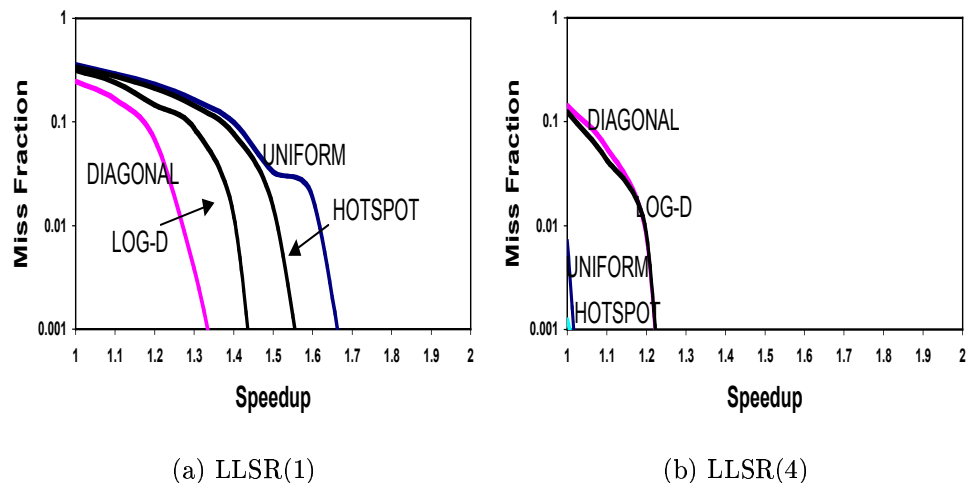 1
0.1
0.01
0.001
Miss Fraction
DIAGONAL
LOG-D
UNIFORM
HOTSPOT
1 1.1 1.2 1.3 1.4 1.5 1.6 1.7 1.8 1.9 2
Speedup
(a) LLSR(1)
1
0.1
0.01
0.001
Miss Fraction
DIAGONAL
LOG-D
UNIFORM
HOTSPOT
1 1.1 1.2 1.3 1.4 1.5 1.6 1.7 1.8 1.9 2
Speedup
(b) LLSR(4)